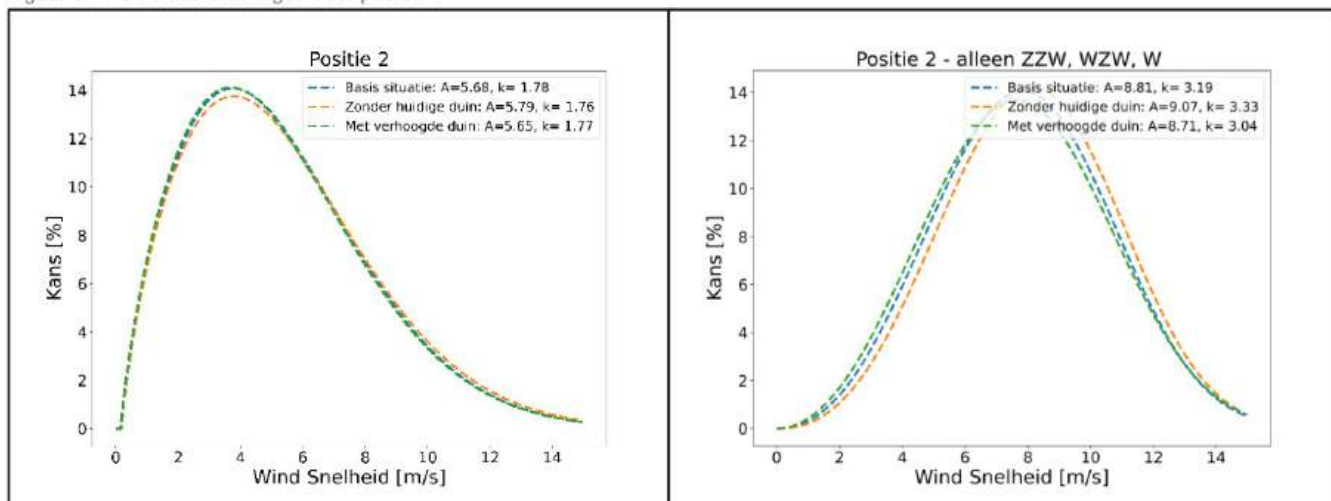 Positie 2
Basis situatie: A=5.68, k= 1.78
Zonder huidige duin: A=5.79, k= 1.76
Met verhoogde duin: A=5.65, k= 1.77
Kans [%]
14
12
10
8
6
4
2
0
0 2 4 6 8 10 12 14
Wind Snelheid [m/s]
Positie 2 - alleen ZZW, WZW, W
Basis situatie: A=8.81, k= 3.19
Zonder huidige duin: A=9.07, k= 3.33
Met verhoogde duin: A=8.71, k= 3.04
Kans [%]
14
12
10
8
6
4
2
0
0 2 4 6 8 10 12 14
Wind Snelheid [m/s]